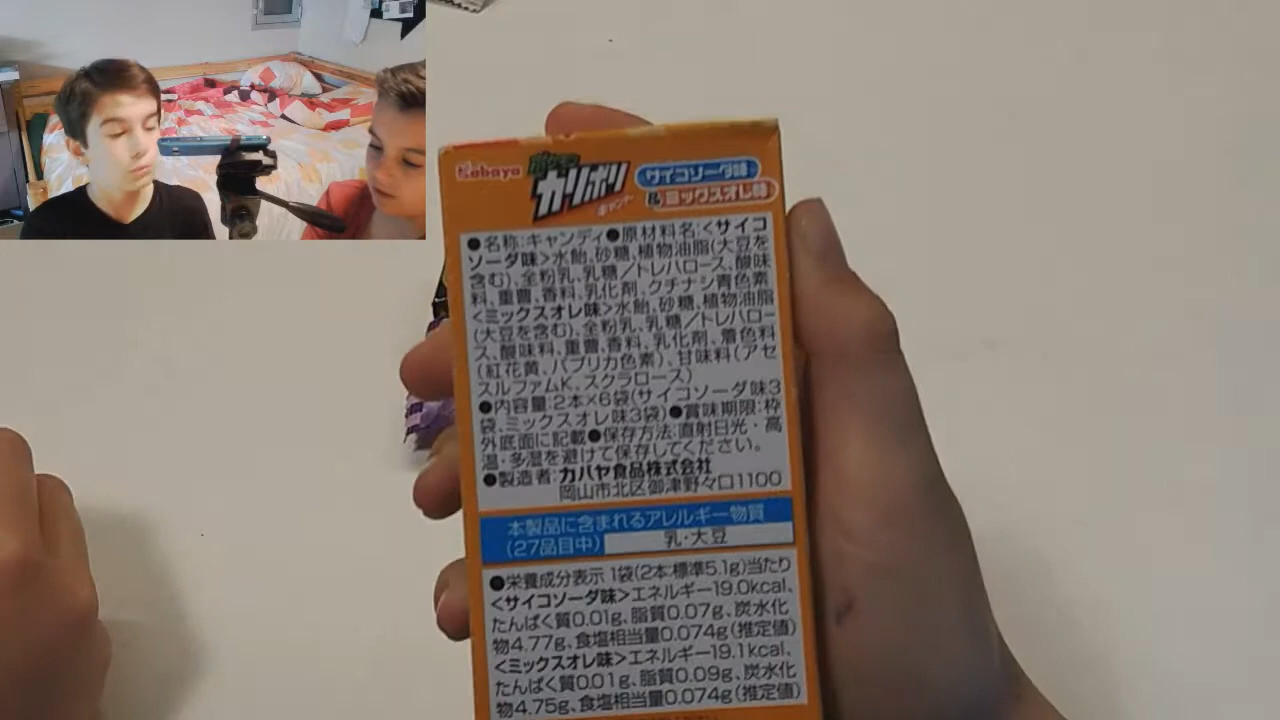 Kabaya
ポケモン
カリポリ
キャンディ
サイコソーダ味
&ミックスオレ味
●名称:キャンディ●原材料名:<サイコ
ソーダ味>水飴、砂糖、植物油脂(大豆を
含む)、全粉乳、乳糖/トレハロース、酸味
料、重曹、香料、乳化剤、クチナシ青色素
<ミックスオレ味>水飴、砂糖、植物油脂
(大豆を含む)、全粉乳、乳糖/トレハロー
ス、酸味料、重曹、香料、乳化剤、着色料
(紅花黄、パプリカ色素)、甘味料(アセ
スルファムK、スクラロース)
●内容量:2本×6袋(サイコソーダ味3
袋、ミックスオレ味3袋)●賞味期限:枠
外底面に記載●保存方法:直射日光・高
温・多湿を避けて保存してください。
●製造者:カバヤ食品株式会社
岡山市北区御津野々口1100
本製品に含まれるアレルギー物質
(27品目中) 乳・大豆
●栄養成分表示 1袋(2本:標準5.1g)当たり
<サイコソーダ味>エネルギー19.0kcal、
たんぱく質0.01g、脂質0.07g、炭水化
物4.77g、食塩相当量0.074g(推定値)
<ミックスオレ味>エネルギー19.1kcal、
たんぱく質0.01g、脂質0.09g、炭水化
物4.75g、食塩相当量0.074g(推定値)